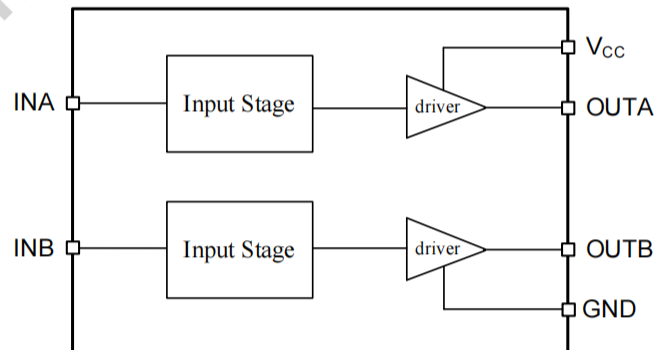 VCC
INA
Input Stage
driver
OUTA
INB
Input Stage
driver
OUTB
GND